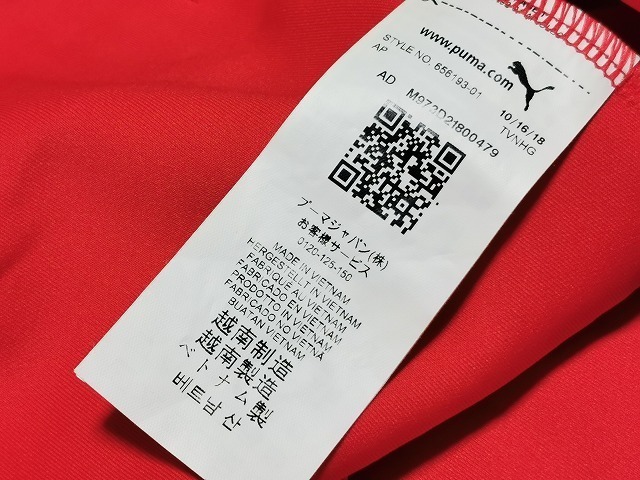 www.puma.com
STYLE NO. 656193-01
AP
10/16/18
TVNHG
AD M973D21800479
プーマジャパン(株)
お客様サービス
0120-125-150
MADE IN VIETNAM
HERGESTELLT IN VIETNAM
FABRIQUÉ AU VIETNAM
FABRICADO EN VIETNAM
PRODOTTO IN VIETNAM
FABRICADO NO VIETNA
BUATAN VIETNAM
越南制造
越南製造
ベトナム製
베트남산